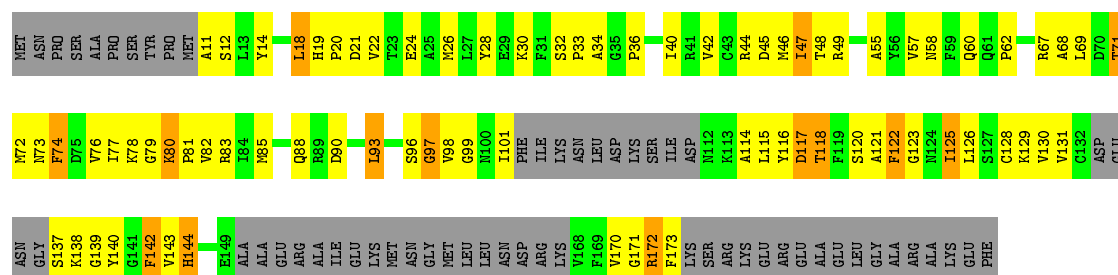 MET ASN PRO SER ALA PRO SER TYR PRO MET A11 S12 L13 Y14 L18 H19 P20 D21 V22 T23 E24 A25 M26 L27 Y28 E29 K30 F31 S32 P33 A34 G35 P36 I40 R41 V42 C43 R44 D45 M46 I47 T48 R49 A55 Y56 V57 N58 F59 Q60 Q61 P62 R67 A68 L69 D70 T71
M72 N73 F74 D75 V76 I77 K78 G79 K80 P81 V82 R83 I84 M85 Q88 R89 D90 L93 S96 G97 V98 G99 N100 I101 PHE ILE LYS ASN LEU ASP LYS SER ILE ASP N112 K113 A114 L115 Y116 D117 T118 F119 S120 A121 F122 G123 N124 I125 L126 S127 C128 K129 V130 V131 C132 ASP GLU
ASN GLY S137 K138 G139 Y140 G141 F142 V143 H144 E149 ALA ALA GLU ARG ALA ILE GLU LYS MET ASN GLY MET LEU LEU ASN ASP ARG LYS V168 F169 V170 G171 R172 F173 LYS SER ARG LYS GLU ARG GLU ALA GLU LEU GLY ALA ARG ALA LYS GLU PHE